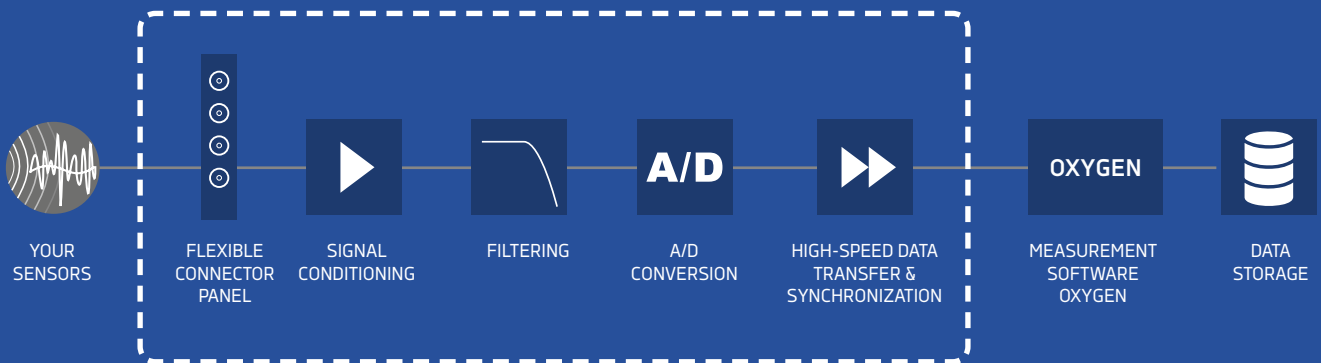 A/D
OXYGEN
YOUR
SENSORS
FLEXIBLE
CONNECTOR
PANEL
SIGNAL
CONDITIONING
FILTERING
A/D
CONVERSION
HIGH-SPEED DATA
TRANSFER &
SYNCHRONIZATION
MEASUREMENT
SOFTWARE
OXYGEN
DATA
STORAGE